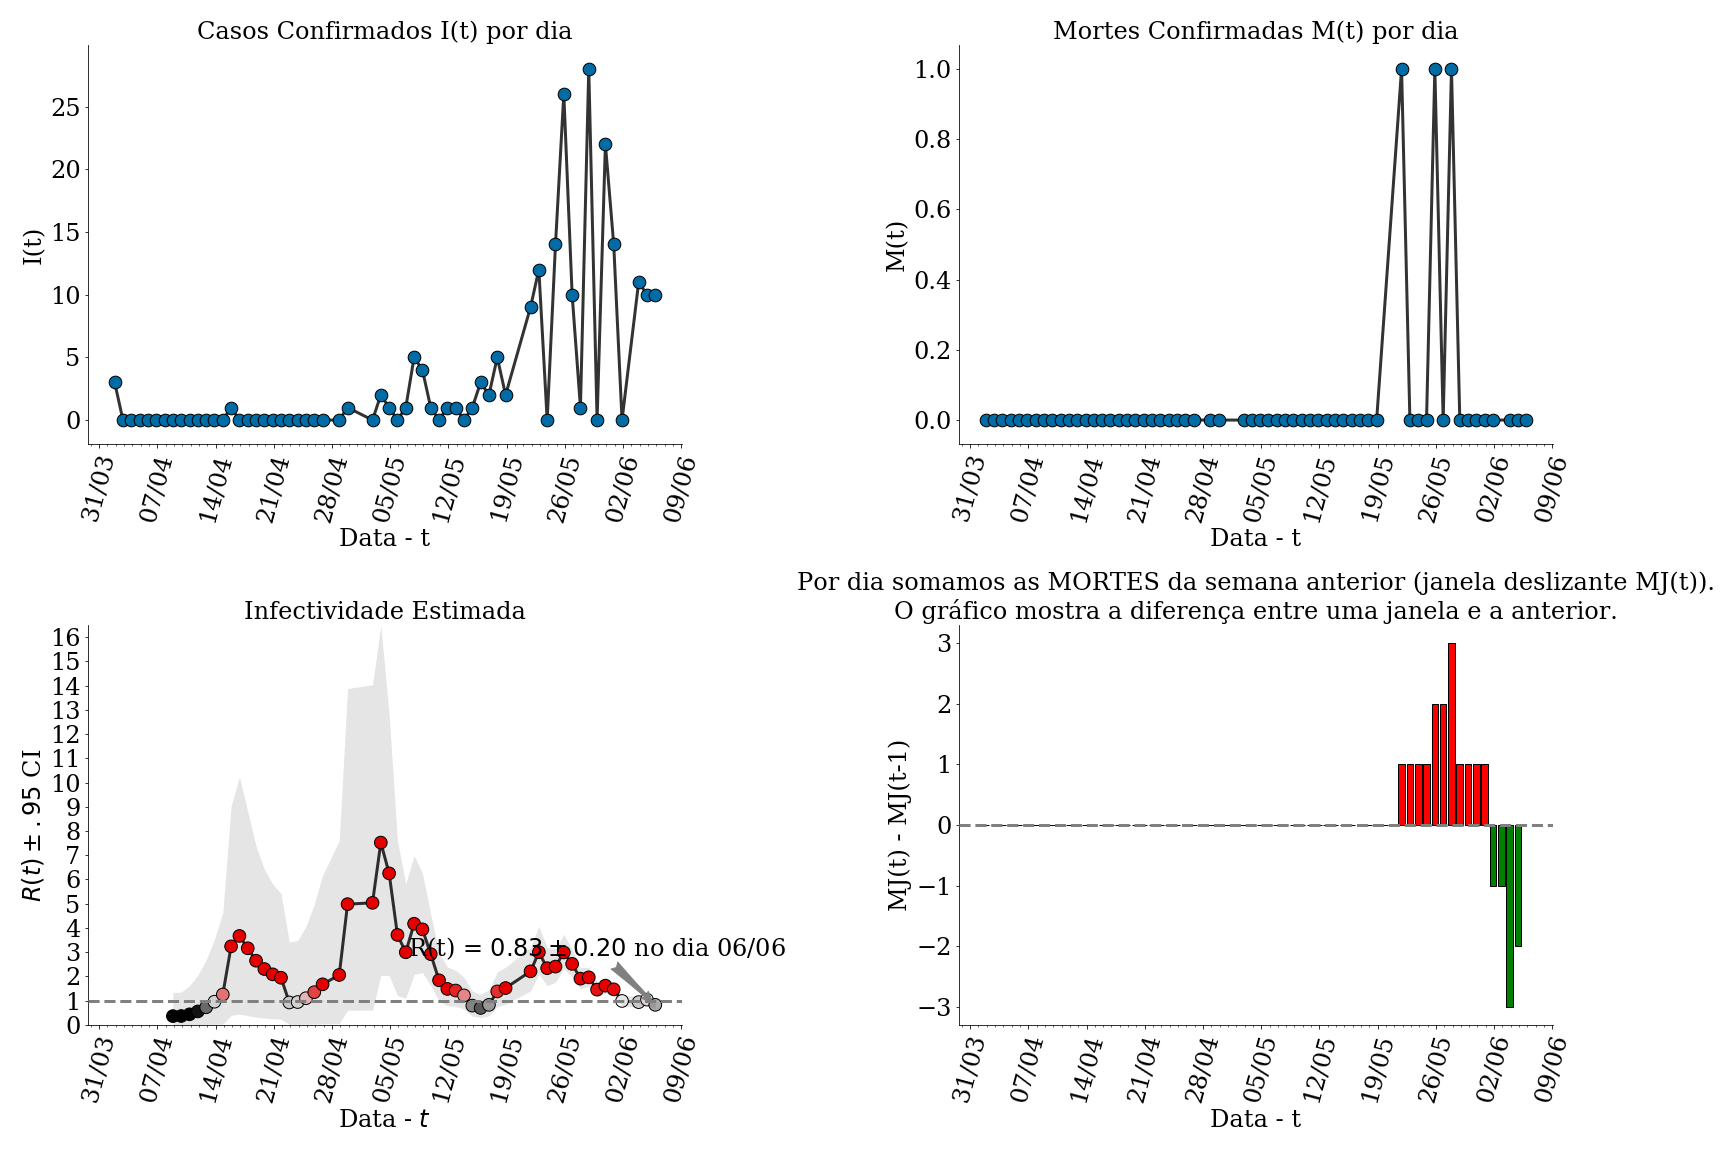 Casos Confirmados I(t) por dia
I(t)
25
20
15
10
5
0
31/03 07/04 14/04 21/04 28/04 05/05 12/05 19/05 26/05 02/06 09/06
Data - t
Mortes Confirmadas M(t) por dia
M(t)
1.0
0.8
0.6
0.4
0.2
0.0
31/03 07/04 14/04 21/04 28/04 05/05 12/05 19/05 26/05 02/06 09/06
Data - t
Infectividade Estimada
R(t) ± .95 CI
16
15
14
13
12
11
10
9
8
7
6
5
4
3
2
1
0
R(t) = 0.83 ± 0.20 no dia 06/06
31/03 07/04 14/04 21/04 28/04 05/05 12/05 19/05 26/05 02/06 09/06
Data - t
Por dia somamos as MORTES da semana anterior (janela deslizante MJ(t)).
O gráfico mostra a diferença entre uma janela e a anterior.
MJ(t) - MJ(t-1)
3
2
1
0
−1
−2
−3
31/03 07/04 14/04 21/04 28/04 05/05 12/05 19/05 26/05 02/06 09/06
Data - t